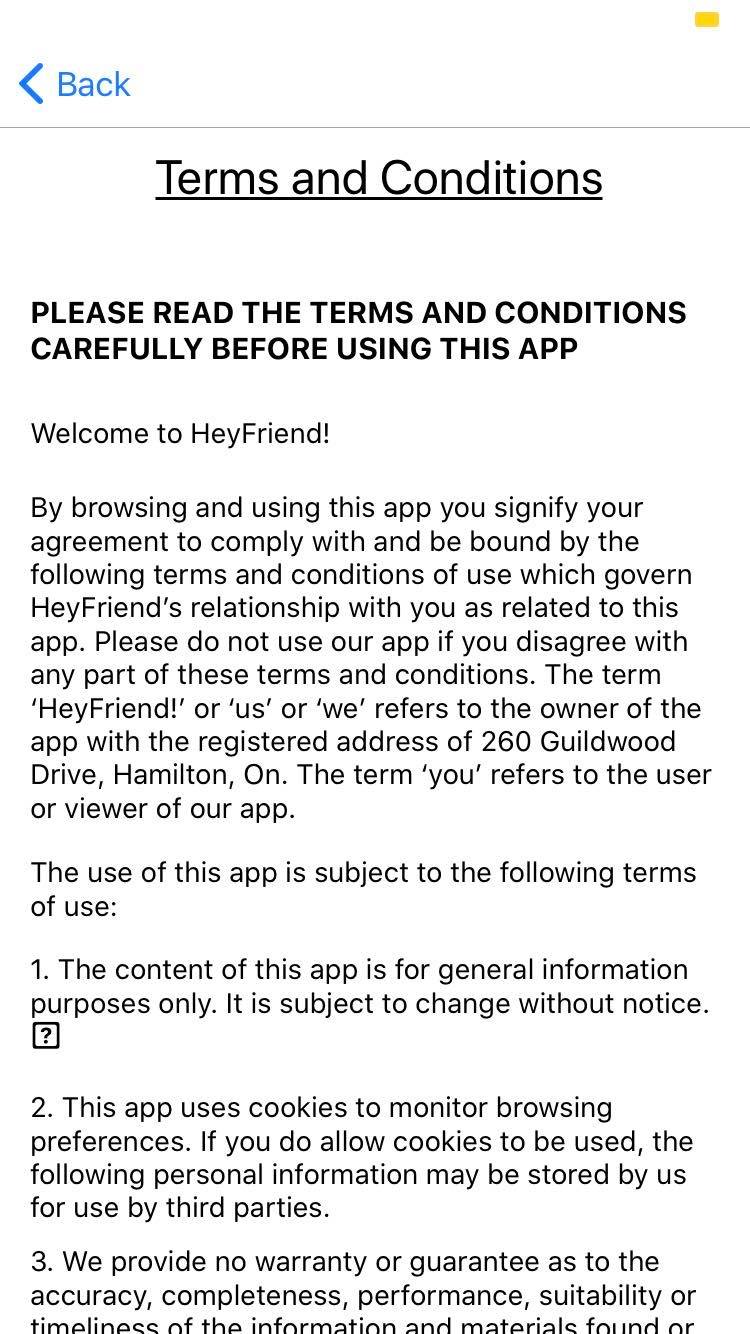 Back
Terms and Conditions
PLEASE READ THE TERMS AND CONDITIONS
CAREFULLY BEFORE USING THIS APP
Welcome to HeyFriend!
By browsing and using this app you signify your
agreement to comply with and be bound by the
following terms and conditions of use which govern
HeyFriend’s relationship with you as related to this
app. Please do not use our app if you disagree with
any part of these terms and conditions. The term
‘HeyFriend!’ or ‘us’ or ‘we’ refers to the owner of the
app with the registered address of 260 Guildwood
Drive, Hamilton, On. The term ‘you’ refers to the user
or viewer of our app.
The use of this app is subject to the following terms
of use:
1. The content of this app is for general information
purposes only. It is subject to change without notice.
?
2. This app uses cookies to monitor browsing
preferences. If you do allow cookies to be used, the
following personal information may be stored by us
for use by third parties.
3. We provide no warranty or guarantee as to the
accuracy, completeness, performance, suitability or
timeliness of the information and materials found or